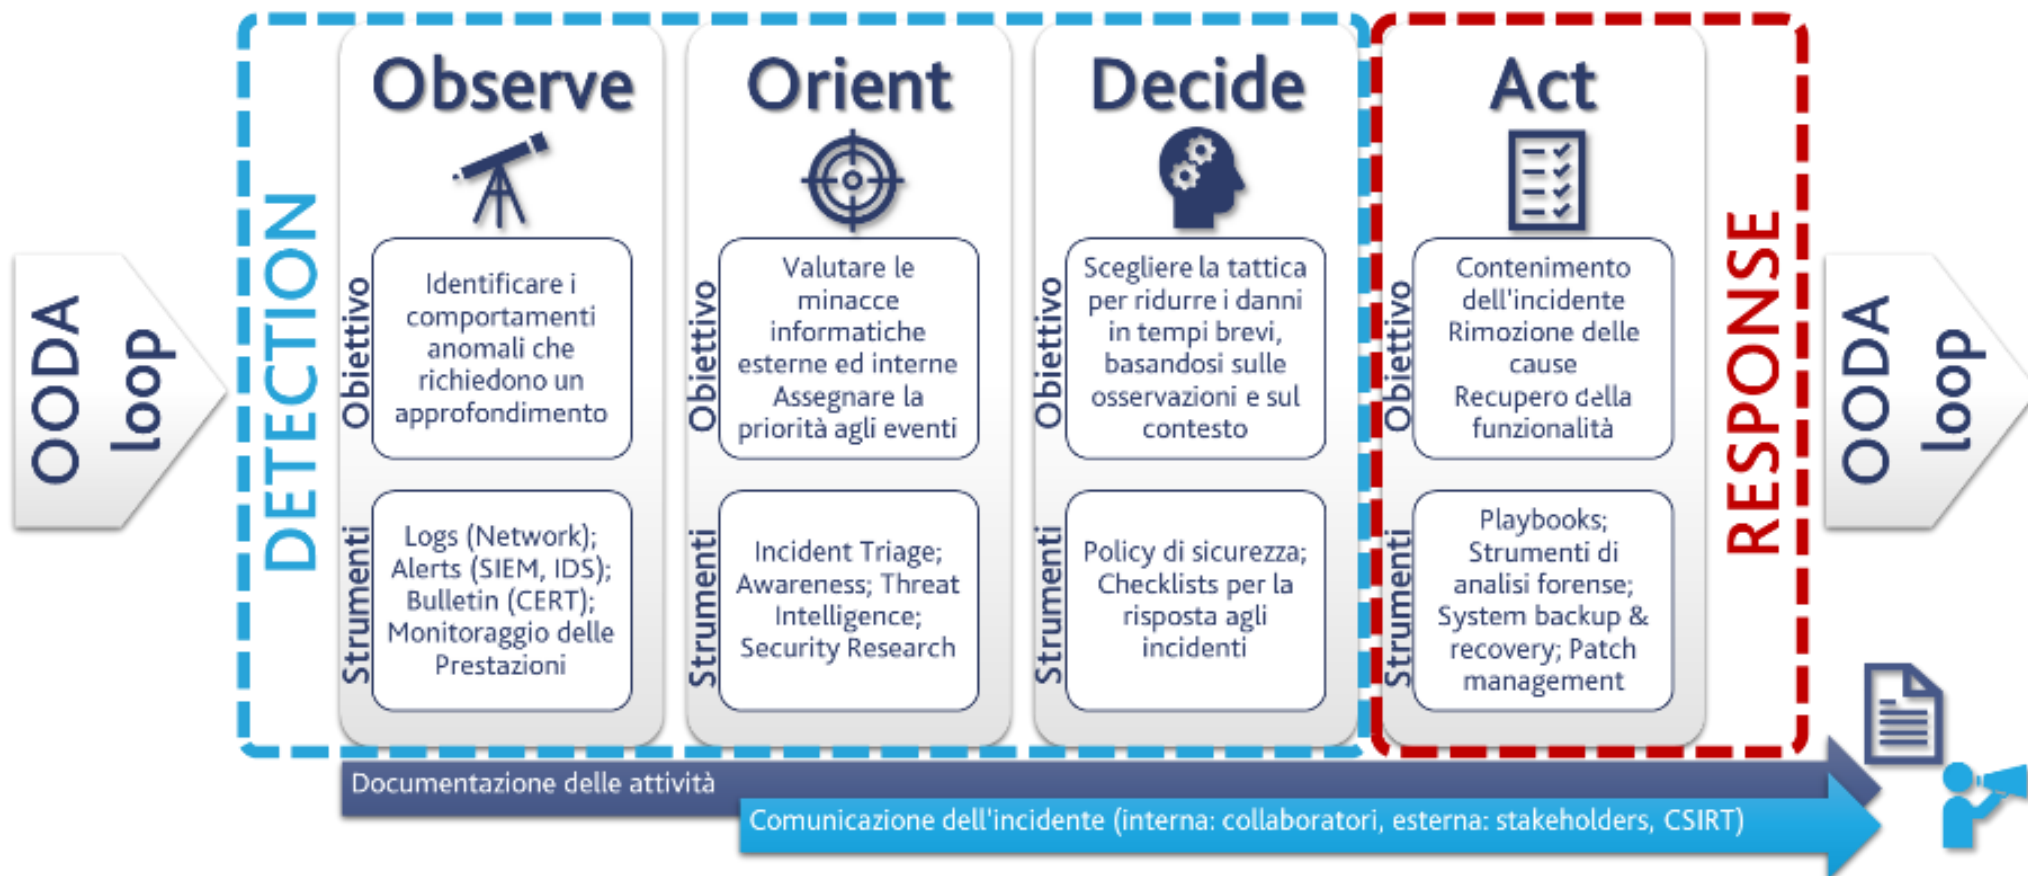 OODA
loop
DETECTION
Observe
Obiettivo
Identificare i
comportamenti
anomali che
richiedono un
approfondimento
Strumenti
Logs (Network);
Alerts (SIEM, IDS);
Bulletin (CERT);
Monitoraggio delle
Prestazioni
Orient
Obiettivo
Valutare le
minacce
informatiche
esterne ed interne
Assegnare la
priorità agli eventi
Strumenti
Incident Triage;
Awareness; Threat
Intelligence;
Security Research
Decide
Obiettivo
Scegliere la tattica
per ridurre i danni
in tempi brevi,
basandosi sulle
osservazioni e sul
contesto
Strumenti
Policy di sicurezza;
Checklists per la
risposta agli
incidenti
Act
Obiettivo
Contenimento
dell'incidente
Rimozione delle
cause
Recupero della
funzionalità
Strumenti
Playbooks;
Strumenti di
analisi forense;
System backup &
recovery; Patch
management
RESPONSE
OODA
loop
Documentazione delle attività
Comunicazione dell'incidente (interna: collaboratori, esterna: stakeholders, CSIRT)